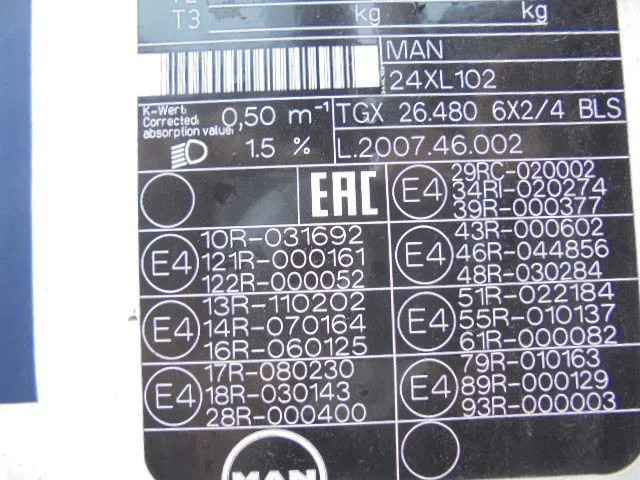 T3 kg kg
MAN
24XL102
K-Wert:
Corrected
absorption value:
0,50 m⁻¹
TGX 26.480 6X2/4 BLS
1.5 %
L.2007.46.002
EAC
E4
29RC-020002
34RI-020274
39R-000377
E4
10R-031692
121R-000161
122R-000052
E4
43R-000602
46R-044856
48R-030284
E4
13R-110202
14R-070164
16R-060125
E4
51R-022184
55R-010137
61R-000082
E4
17R-080230
18R-030143
28R-000400
E4
79R-010163
89R-000129
93R-000003
MAN